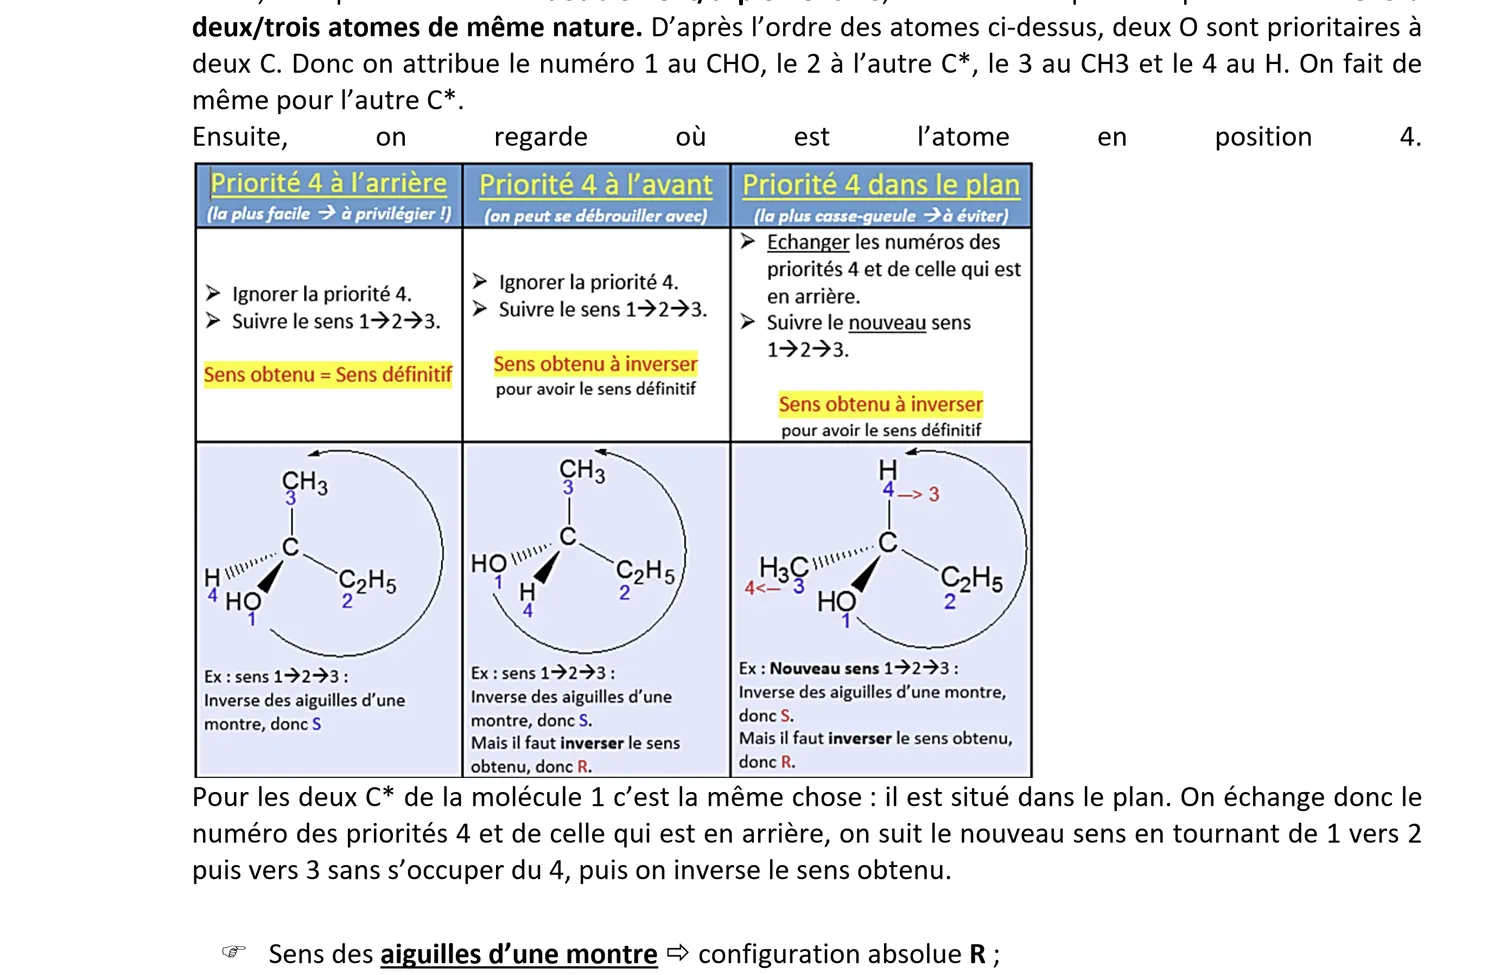 deux/trois atomes de même nature. D’après l’ordre des atomes ci-dessus, deux O sont prioritaires à
deux C. Donc on attribue le numéro 1 au CHO, le 2 à l’autre C*, le 3 au CH3 et le 4 au H. On fait de
même pour l’autre C*.
Ensuite, on regarde où est l’atome en position 4.
Priorité 4 à l’arrière
(la plus facile → à privilégier !)
Ignorer la priorité 4.
Suivre le sens 1→2→3.
Sens obtenu = Sens définitif
CH3
3
C
H
4
HO
1
C2H5
2
Ex : sens 1→2→3 :
Inverse des aiguilles d’une
montre, donc S
Priorité 4 à l’avant
(on peut se débrouiller avec)
Ignorer la priorité 4.
Suivre le sens 1→2→3.
Sens obtenu à inverser
pour avoir le sens définitif
CH3
3
C
HO
1
H
4
C2H5
2
Ex : sens 1→2→3 :
Inverse des aiguilles d’une
montre, donc S.
Mais il faut inverser le sens
obtenu, donc R.
Priorité 4 dans le plan
(la plus casse-gueule →à éviter)
Echanger les numéros des
priorités 4 et de celle qui est
en arrière.
Suivre le nouveau sens
1→2→3.
Sens obtenu à inverser
pour avoir le sens définitif
H
4 —> 3
C
H3C
4<— 3
HO
1
C2H5
2
Ex : Nouveau sens 1→2→3 :
Inverse des aiguilles d’une montre,
donc S.
Mais il faut inverser le sens obtenu,
donc R.
Pour les deux C* de la molécule 1 c’est la même chose : il est situé dans le plan. On échange donc le
numéro des priorités 4 et de celle qui est en arrière, on suit le nouveau sens en tournant de 1 vers 2
puis vers 3 sans s’occuper du 4, puis on inverse le sens obtenu.
☞ Sens des aiguilles d’une montre ⇨ configuration absolue R ;